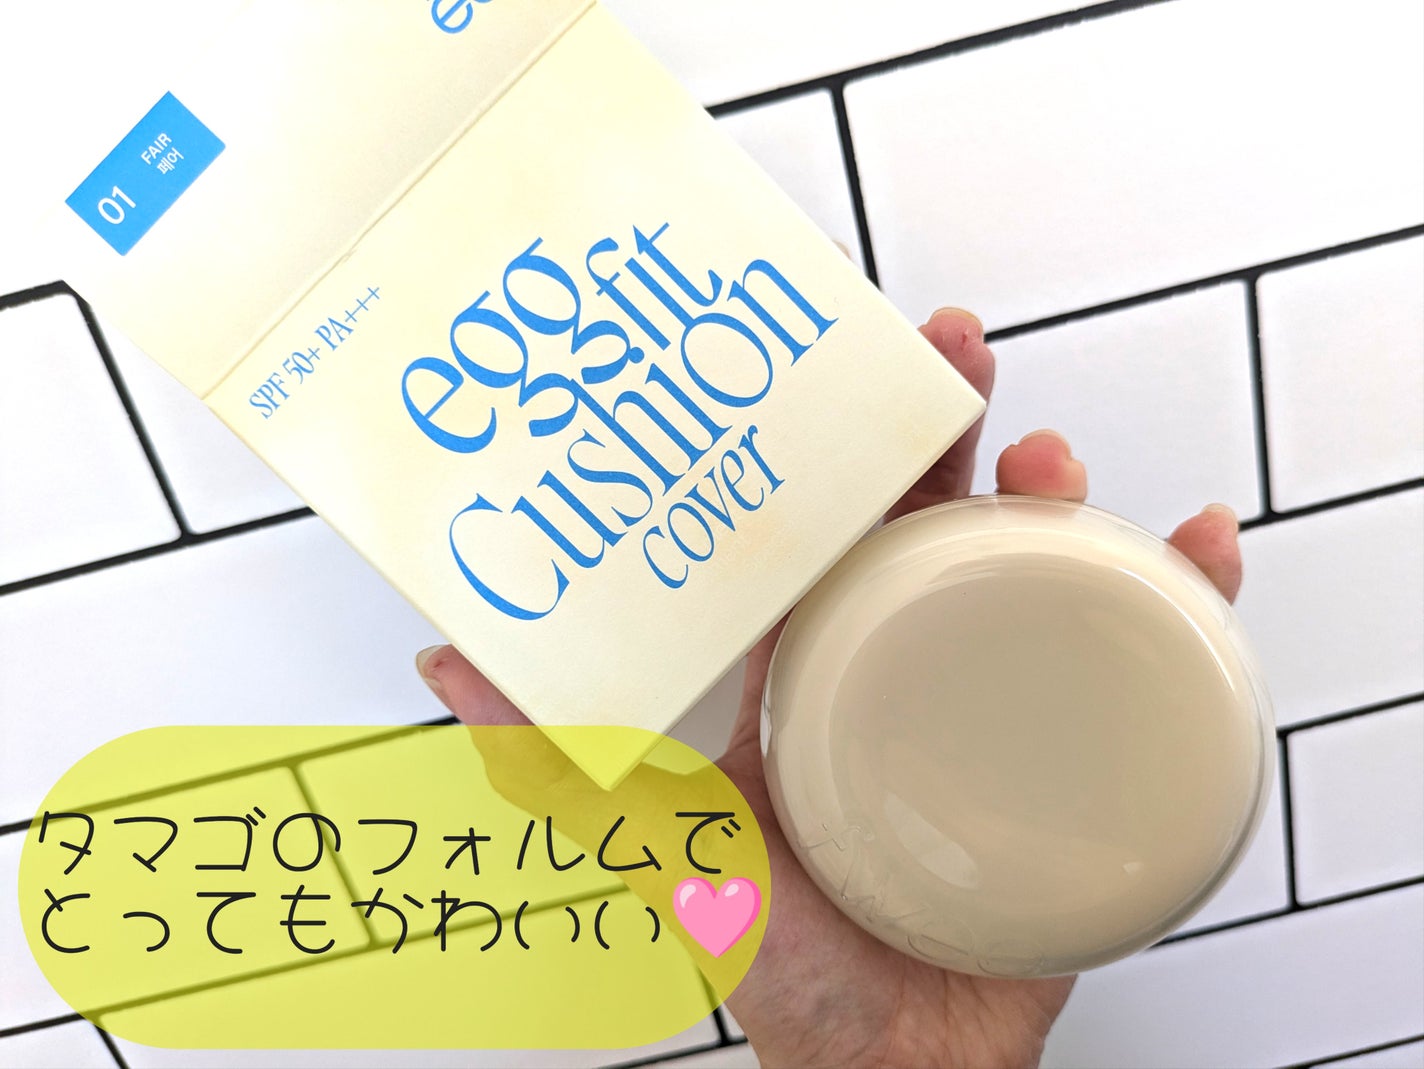 01
FAIR
페어
SPF 50+ PA+++
egg
fit
Cushion
cover
タマゴのフォルムで
とってもかわいい🩷